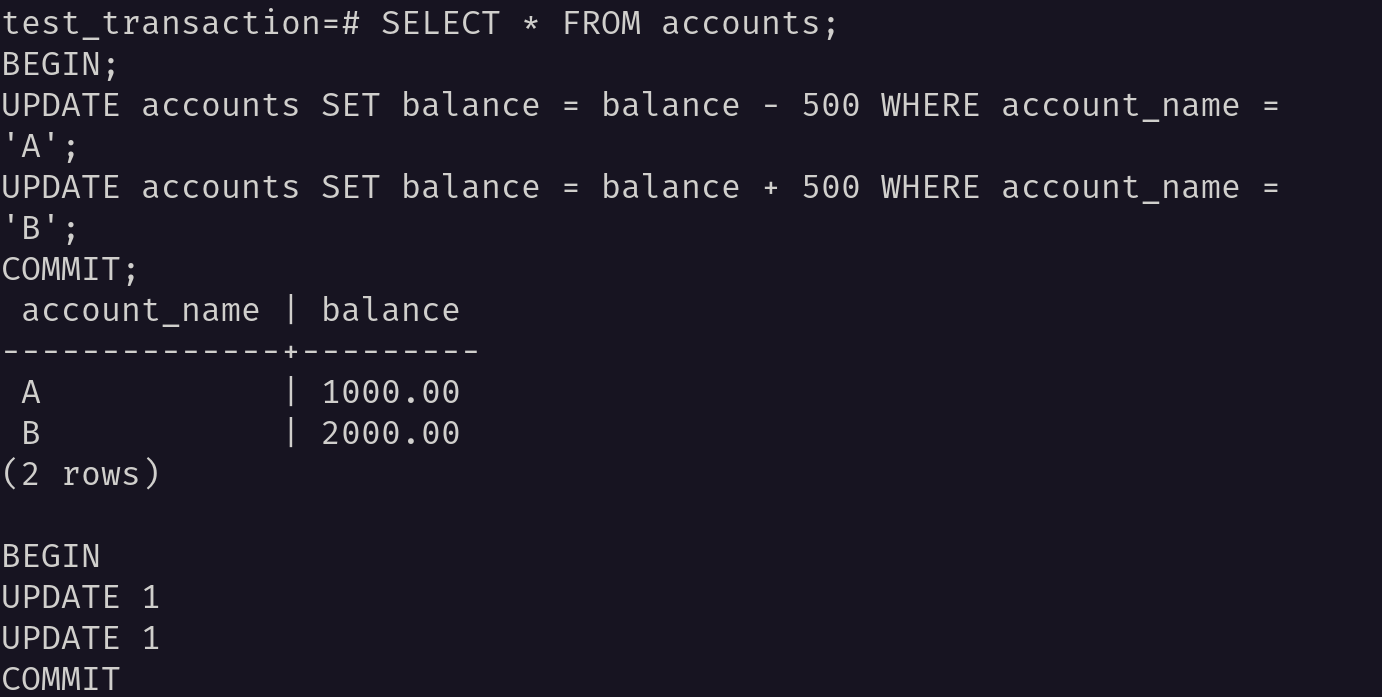 test_transaction=# SELECT * FROM accounts;
BEGIN;
UPDATE accounts SET balance = balance - 500 WHERE account_name =
'A';
UPDATE accounts SET balance = balance + 500 WHERE account_name =
'B';
COMMIT;
 account_name | balance
--------------+---------
 A            | 1000.00
 B            | 2000.00
(2 rows)

BEGIN
UPDATE 1
UPDATE 1
COMMIT